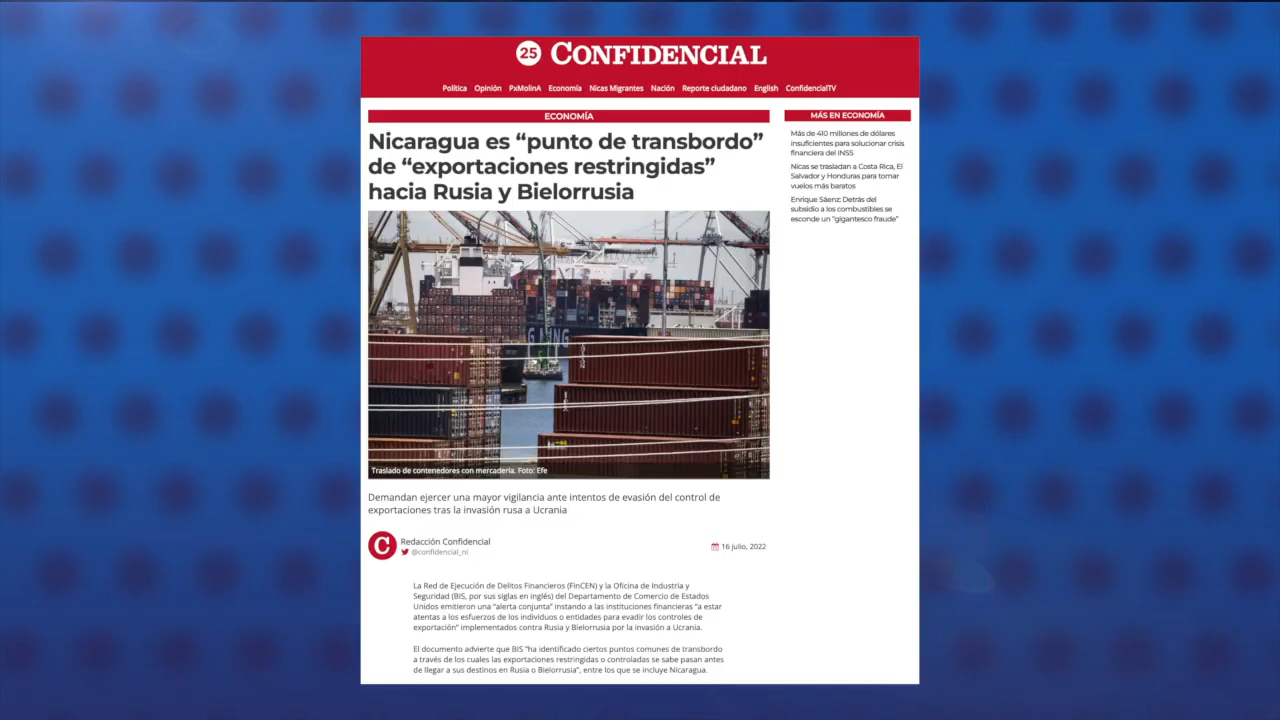 25 CONFIDENCIAL
Política Opinión PxMolinA Economía Nicas Migrantes Nación Reporte ciudadano English ConfidencialTV
ECONOMÍA
Nicaragua es “punto de transbordo”
de “exportaciones restringidas”
hacia Rusia y Bielorrusia
Traslado de contenedores con mercadería. Foto: Efe
Demandan ejercer una mayor vigilancia ante intentos de evasión del control de
exportaciones tras la invasión rusa a Ucrania
C
Redacción Confidencial
@confidencial_ni
16 julio, 2022
La Red de Ejecución de Delitos Financieros (FinCEN) y la Oficina de Industria y
Seguridad (BIS, por sus siglas en inglés) del Departamento de Comercio de Estados
Unidos emitieron una “alerta conjunta” instando a las instituciones financieras “a estar
atentas a los esfuerzos de los individuos o entidades para evadir los controles de
exportación” implementados contra Rusia y Bielorrusia por la invasión a Ucrania.
El documento advierte que BIS “ha identificado ciertos puntos comunes de transbordo
a través de los cuales las exportaciones restringidas o controladas se sabe pasan antes
de llegar a sus destinos en Rusia o Bielorrusia”, entre los que se incluye Nicaragua.
MÁS EN ECONOMÍA
Más de 410 millones de dólares
insuficientes para solucionar crisis
financiera del INSS
Nicas se trasladan a Costa Rica, El
Salvador y Honduras para tomar
vuelos más baratos
Enrique Sáenz: Detrás del
subsidio a los combustibles se
esconde un “gigantesco fraude”